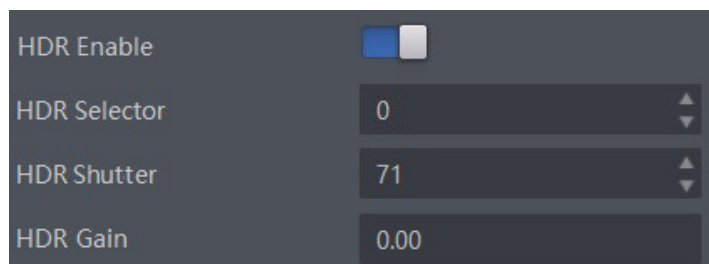 HDR Enable
HDR Selector 0
HDR Shutter 71
HDR Gain 0.00